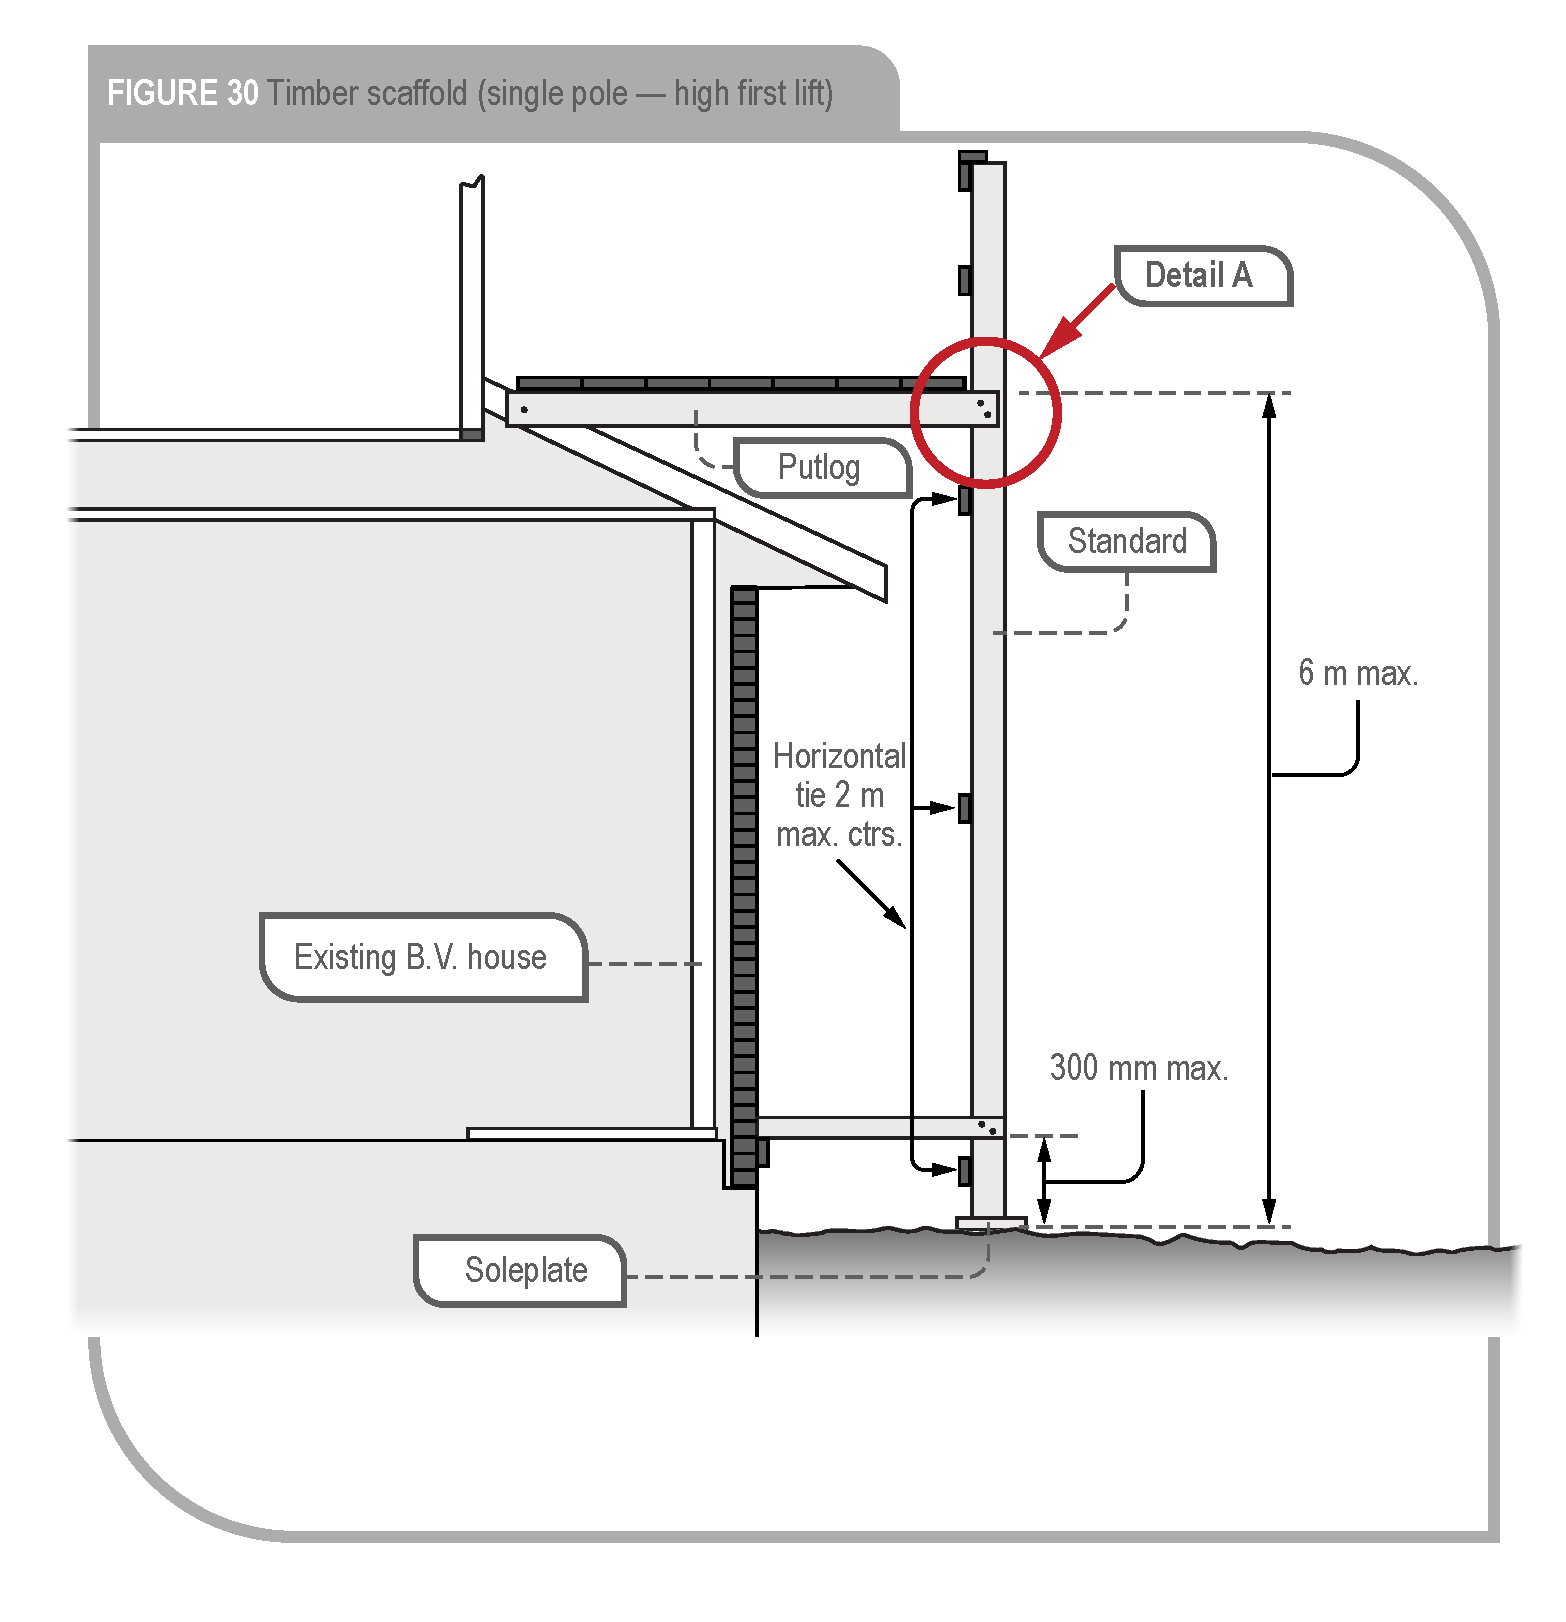 FIGURE 30 Timber scaffold (single pole — high first lift)
Detail A
Putlog
Standard
6 m max.
Horizontal
tie 2 m
max. ctrs.
Existing B.V. house
300 mm max.
Soleplate